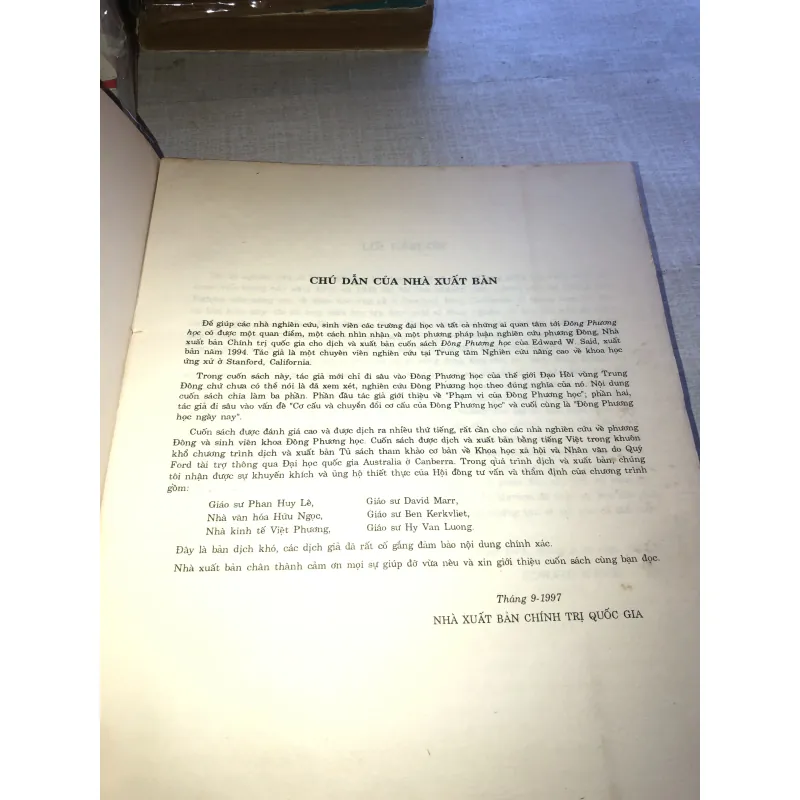 CHÚ DẪN CỦA NHÀ XUẤT BẢN
Để giúp các nhà nghiên cứu, sinh viên các trường đại học và tất cả những ai quan tâm tới Đông Phương
học có được một quan điểm, một cách nhìn nhận và một phương pháp luận nghiên cứu phương Đông, Nhà
xuất bản Chính trị quốc gia cho dịch và xuất bản cuốn sách Đông Phương học của Edward W. Said, xuất
bản năm 1994. Tác giả là một chuyên viên nghiên cứu tại Trung tâm Nghiên cứu nâng cao về khoa học
ứng xử ở Stanford, California.
Trong cuốn sách này, tác giả mới chỉ đi sâu vào Đông Phương học của thế giới Đạo Hồi vùng Trung
Đông chứ chưa có thể nói là đã xem xét, nghiên cứu Đông Phương học theo đúng nghĩa của nó. Nội dung
cuốn sách chia làm ba phần. Phần đầu tác giả giới thiệu về "Phạm vi của Đông Phương học"; phần hai,
tác giả đi sâu vào vấn đề "Cơ cấu và chuyển đổi cơ cấu của Đông Phương học" và cuối cùng là "Đông Phương
học ngày nay".
Cuốn sách được đánh giá cao và được dịch ra nhiều thứ tiếng, rất cần cho các nhà nghiên cứu về phương
Đông và sinh viên khoa Đông Phương học. Cuốn sách được dịch và xuất bản bằng tiếng Việt trong khuôn
khổ chương trình dịch và xuất bản Tủ sách tham khảo cơ bản về Khoa học xã hội và Nhân văn do Quỹ
Ford tài trợ thông qua Đại học quốc gia Australia ở Canberra. Trong quá trình dịch và xuất bản, chúng
tôi nhận được sự khuyến khích và ủng hộ thiết thực của Hội đồng tư vấn và thẩm định của chương trình
gồm:
Giáo sư Phan Huy Lê, Giáo sư David Marr,
Nhà văn hóa Hữu Ngọc, Giáo sư Ben Kerkvliet,
Nhà kinh tế Việt Phương, Giáo sư Hy Van Luong.
Đây là bản dịch khó, các dịch giả đã rất cố gắng đảm bảo nội dung chính xác.
Nhà xuất bản chân thành cảm ơn mọi sự giúp đỡ vừa nêu và xin giới thiệu cuốn sách cùng bạn đọc.
Tháng 9-1997
NHÀ XUẤT BẢN CHÍNH TRỊ QUỐC GIA